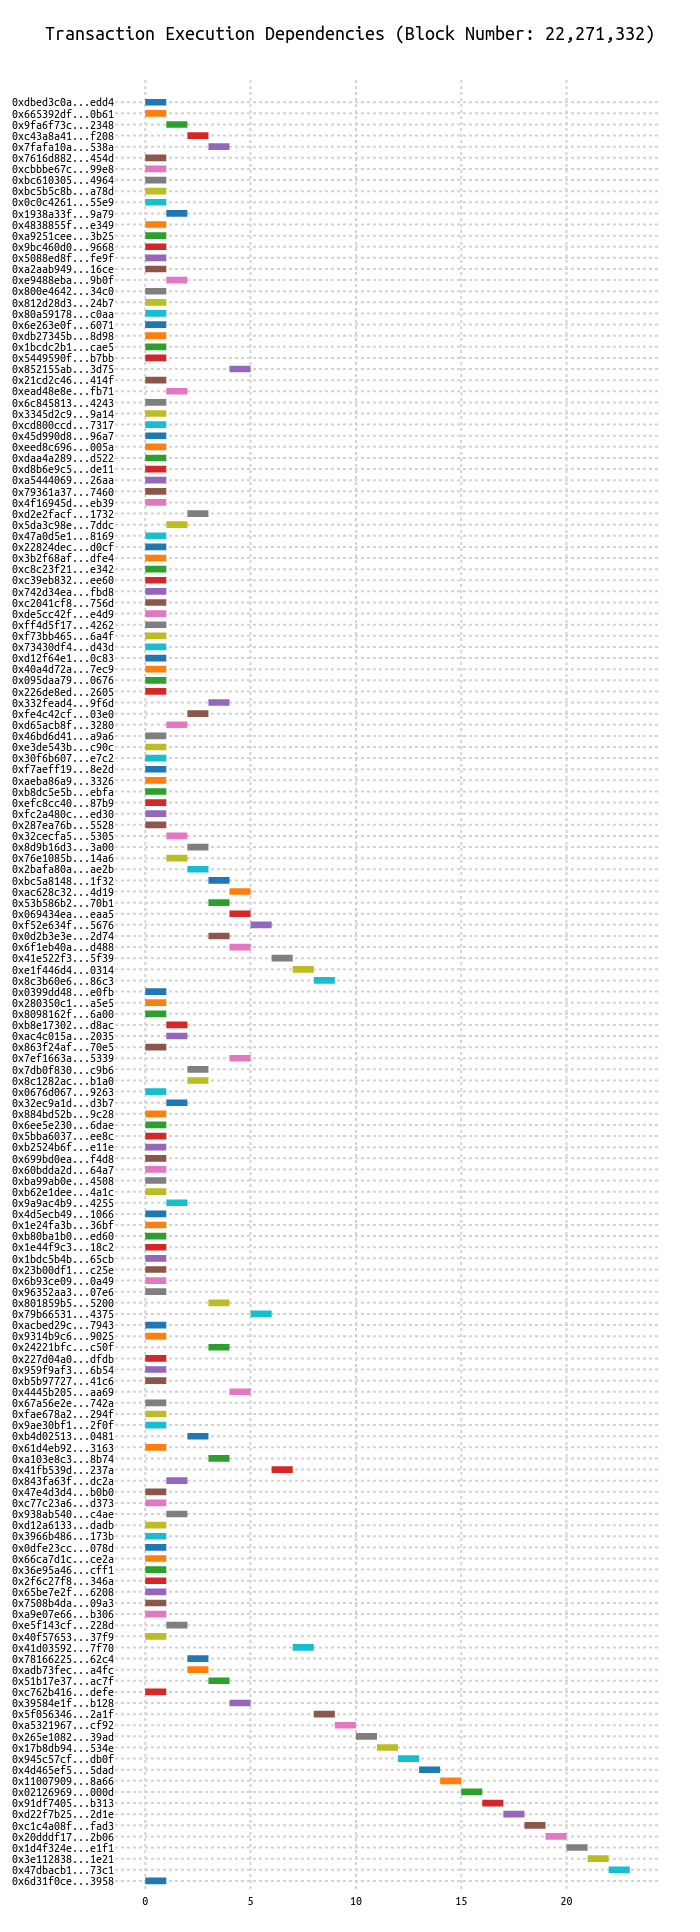 Transaction Execution Dependencies (Block Number: 22,271,332)
0xdbed3c0a...edd4
0x665392df...0b61
0x9fa6f73c...2348
0xc43a8a41...f208
0x7fafa10a...538a
0x7616d882...454d
0xcbbbe67c...99e8
0xbc610305...4964
0xbc5b5c8b...a78d
0x0c0c4261...55e9
0x1938a33f...9a79
0x4838855f...e349
0xa9251cee...3b25
0x9bc460d0...9668
0x5088ed8f...fe9f
0xa2aab949...16ce
0xe9488eba...9b0f
0x800e4642...34c0
0x812d28d3...24b7
0x80a59178...c0aa
0x6e263e0f...6071
0xdb27345b...8d98
0x1bcdc2b1...cae5
0x5449590f...b7bb
0x852155ab...3d75
0x21cd2c46...414f
0xead48e8e...fb71
0x6c845813...4243
0x3345d2c9...9a14
0xcd800ccd...7317
0x45d990d8...96a7
0xeed8c696...005a
0xdaa4a289...d522
0xd8b6e9c5...de11
0xa5444069...26aa
0x79361a37...7460
0x4f16945d...eb39
0xd2e2facf...1732
0x5da3c98e...7ddc
0x47a0d5e1...8169
0x22824dec...d0cf
0x3b2f68af...dfe4
0xc8c23f21...e342
0xc39eb832...ee60
0x742d34ea...fbd8
0xc2041cf8...756d
0xde5cc42f...e4d9
0xff4d5f17...4262
0xf73bb465...6a4f
0x73430df4...d43d
0xd12f64e1...0c83
0x40a4d72a...7ec9
0x095daa79...0676
0x226de8ed...2605
0x332fead4...9f6d
0xfe4c42cf...03e0
0xd65acb8f...3280
0x46bd6d41...a9a6
0xe3de543b...c90c
0x30f6b607...e7c2
0xf7aeff19...8e2d
0xaeba86a9...3326
0xb8dc5e5b...ebfa
0xefc8cc40...87b9
0xfc2a480c...ed30
0x287ea76b...5528
0x32cecfa5...5305
0x8d9b16d3...3a00
0x76e1085b...14a6
0x2bafa80a...ae2b
0xbc5a8148...1f32
0xac628c32...4d19
0x53b586b2...70b1
0x069434ea...eaa5
0xf52e634f...5676
0x0d2b3e3e...2d74
0x6f1eb40a...d488
0x41e522f3...5f39
0xe1f446d4...0314
0x8c3b60e6...86c3
0x0399dd48...e0fb
0x280350c1...a5e5
0x8098162f...6a00
0xb8e17302...d8ac
0xac4c015a...2035
0x863f24af...70e5
0x7ef1663a...5339
0x7db0f830...c9b6
0x8c1282ac...b1a0
0x0676d067...9263
0x32ec9a1d...d3b7
0x884bd52b...9c28
0x6ee5e230...6dae
0x5bba6037...ee8c
0xb2524b6f...e11e
0x699bd0ea...f4d8
0x60bdda2d...64a7
0xba99ab0e...4508
0xb62e1dee...4a1c
0x9a9ac4b9...4255
0x4d5ecb49...1066
0x1e24fa3b...36bf
0xb80ba1b0...ed60
0x1e44f9c3...18c2
0x1bdc5b4b...65cb
0x23b00df1...c25e
0x6b93ce09...0a49
0x96352aa3...07e6
0x801859b5...5200
0x79b66531...4375
0xacbed29c...7943
0x9314b9c6...9025
0x24221bfc...c50f
0x227d04a0...dfdb
0x959f9af3...6b54
0xb5b97727...41c6
0x4445b205...aa69
0x67a56e2e...742a
0xfae678a2...294f
0x9ae30bf1...2f0f
0xb4d02513...0481
0x61d4eb92...3163
0xa103e8c3...8b74
0x41fb539d...237a
0x843fa63f...dc2a
0x47e4d3d4...b0b0
0xc77c23a6...d373
0x938ab540...c4ae
0xd12a6133...dadb
0x3966b486...173b
0x0dfe23cc...078d
0x66ca7d1c...ce2a
0x36e95a46...cff1
0x2f6c27f8...346a
0x65be7e2f...6208
0x7508b4da...09a3
0xa9e07e66...b306
0xe5f143cf...228d
0x40f57653...37f9
0x41d03592...7f70
0x78166225...62c4
0xadb73fec...a4fc
0x51b17e37...ac7f
0xc762b416...defe
0x39584e1f...b128
0x5f056346...2a1f
0xa5321967...cf92
0x265e1082...39ad
0x17b8db94...534e
0x945c57cf...db0f
0x4d465ef5...5dad
0x11007909...8a66
0x02126969...000d
0x91df7405...b313
0xd22f7b25...2d1e
0xc1c4a08f...fad3
0x20dddf17...2b06
0x1d4f324e...e1f1
0x3e112838...1e21
0x47dbacb1...73c1
0x6d31f0ce...3958
0 5 10 15 20